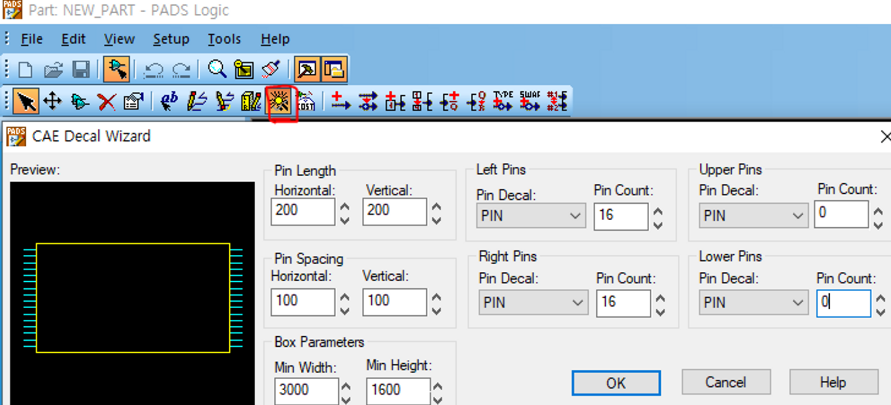 PADS Part: NEW_PART - PADS Logic
File Edit View Setup Tools Help
ab COST TYPE SWAP
PADS CAE Decal Wizard
Preview:
Pin Length
Horizontal: Vertical:
200 200
Left Pins
Pin Decal: Pin Count:
PIN 16
Upper Pins
Pin Decal: Pin Count:
PIN 0
Pin Spacing
Horizontal: Vertical:
100 100
Right Pins
Pin Decal: Pin Count:
PIN 16
Lower Pins
Pin Decal: Pin Count:
PIN 0
Box Parameters
Min Width: Min Height:
3000 1600
OK Cancel Help